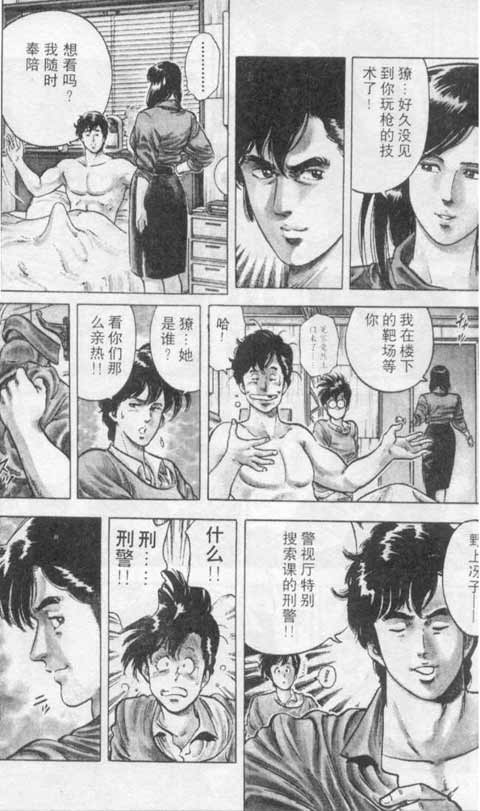 獠…好久没见
到你玩枪的技
术了!
………
想看吗?
我随时
奉陪
我在楼下
的靶场等
你
哈!
獠…她
是谁?
看你们那
么亲热!!
野上冴子——
警视厅特别
搜索课的刑警!!
什么!!
刑……
刑警!!